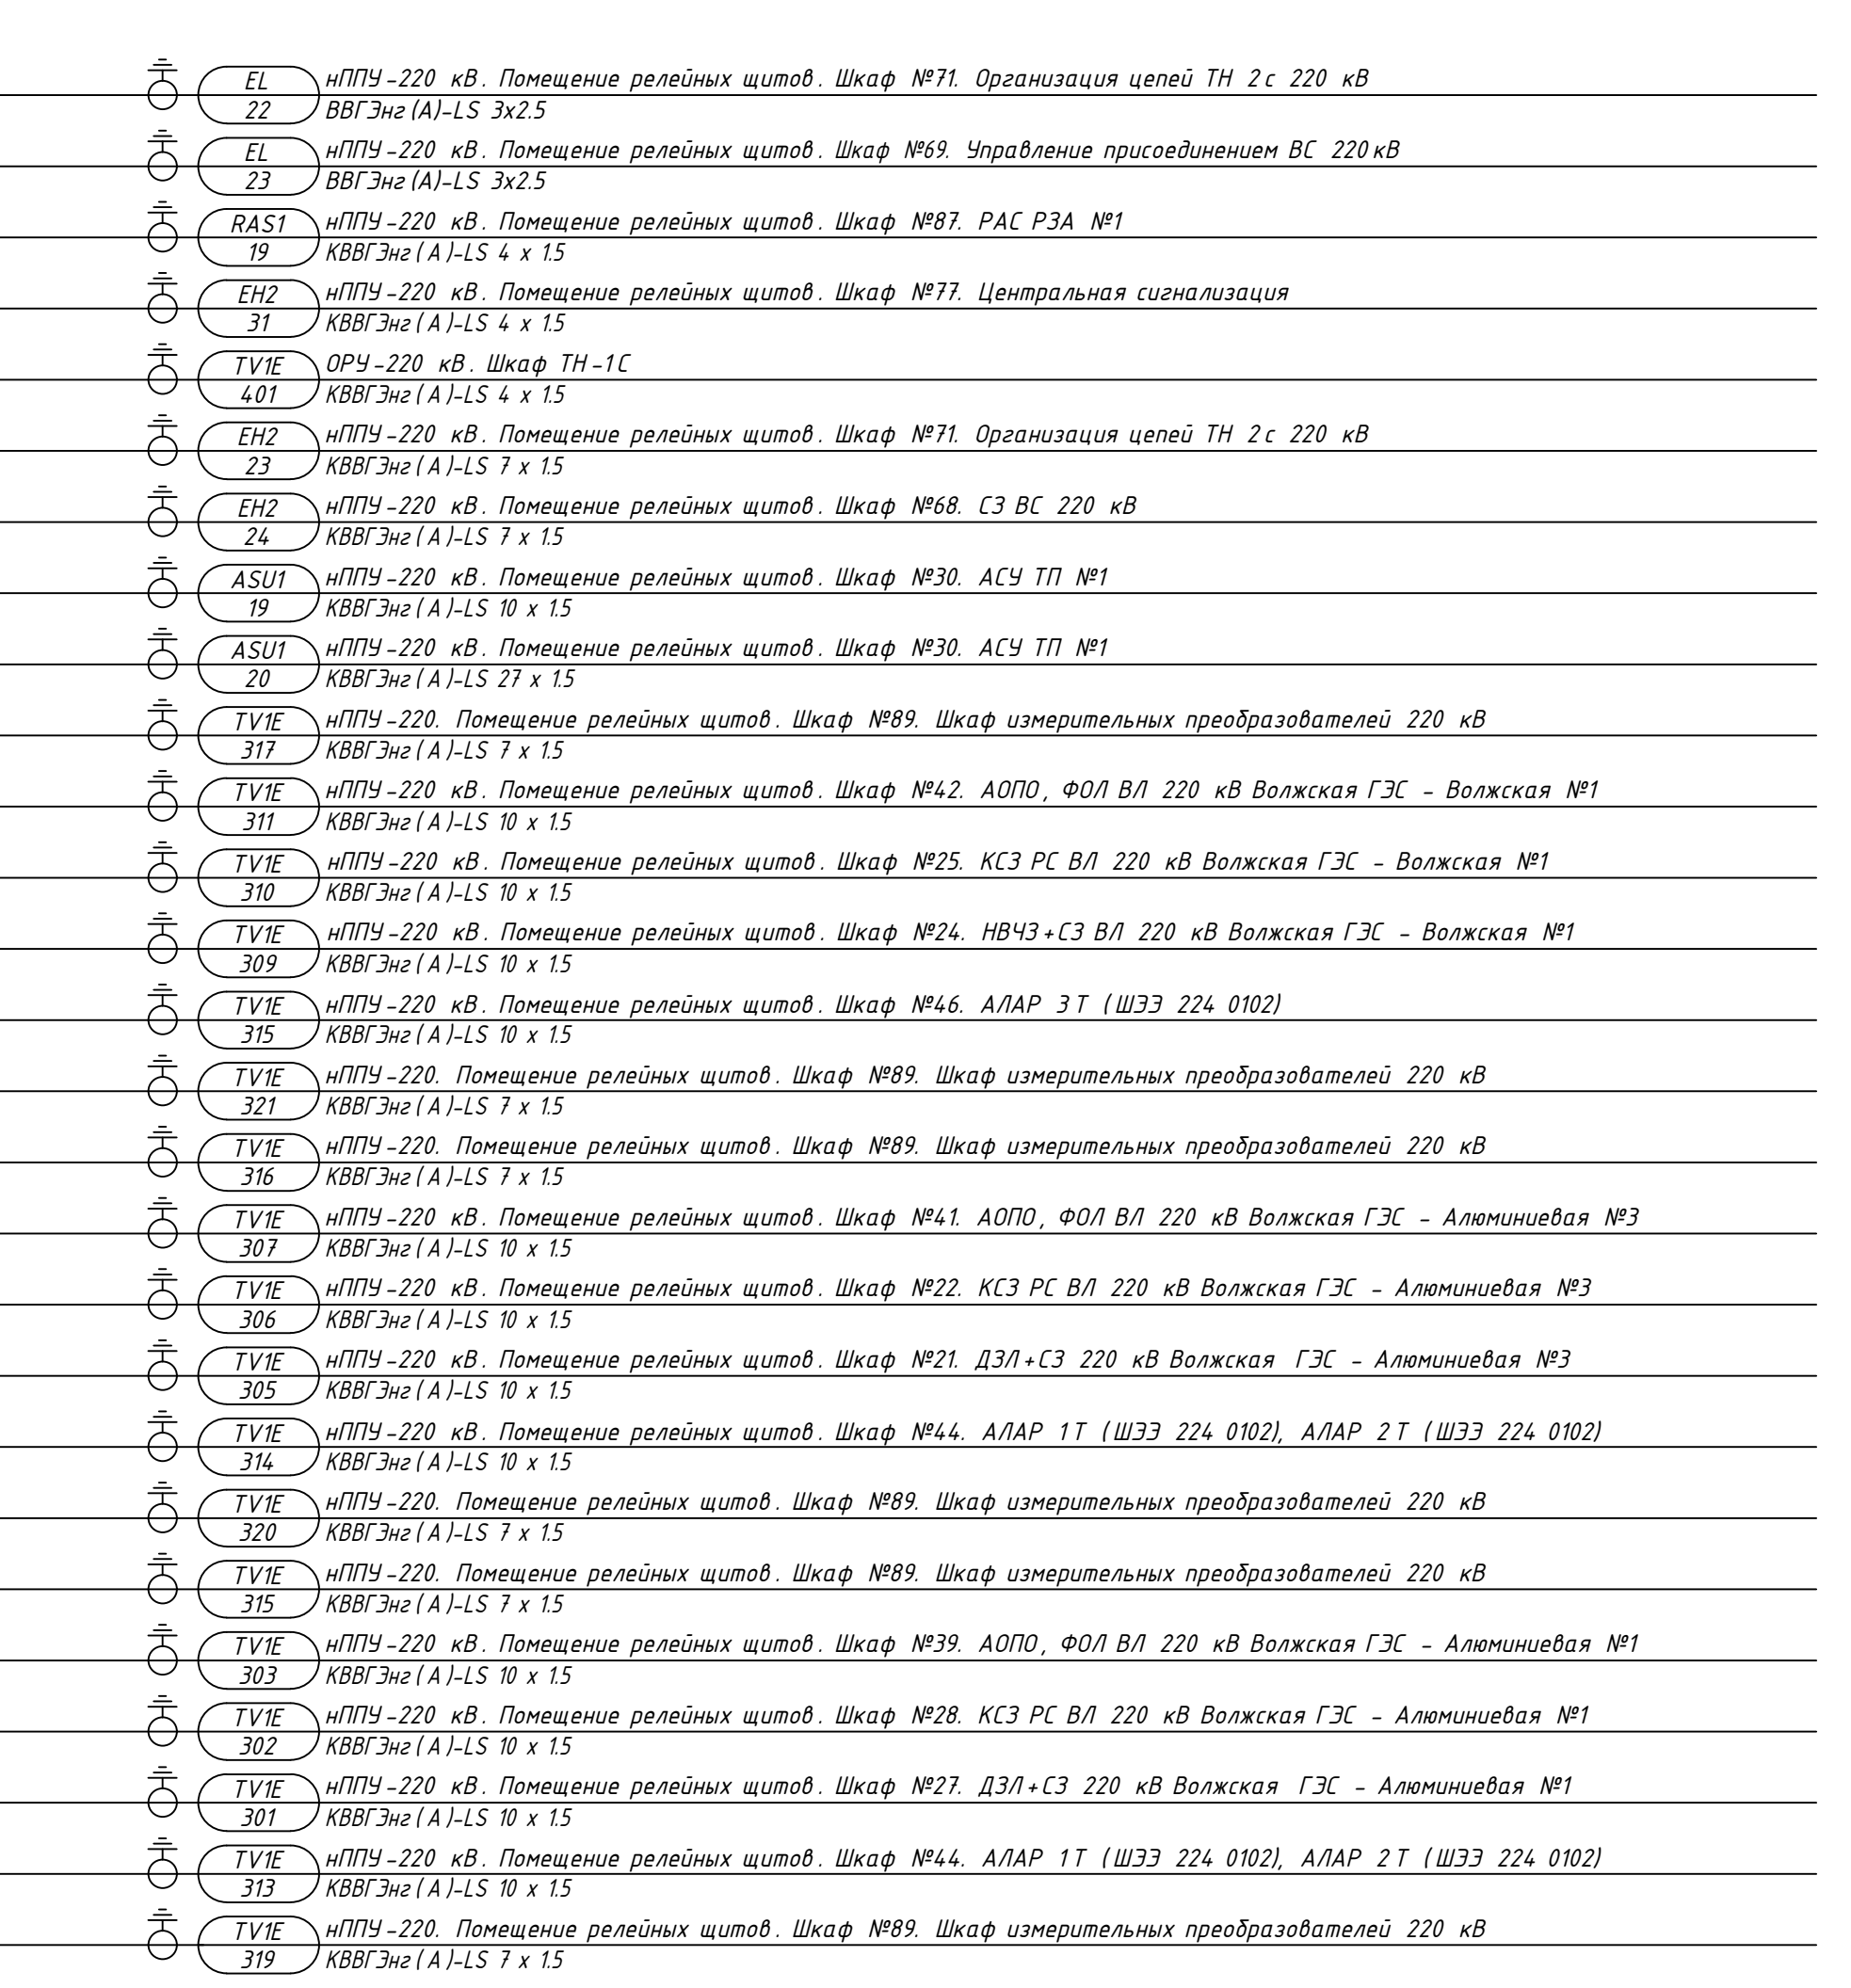 EL нППУ-220 кВ. Помещение релейных щитов. Шкаф №71. Организация цепей ТН 2с 220 кВ
22 ВВГЭнг(А)-LS 3х2.5
EL нППУ-220 кВ. Помещение релейных щитов. Шкаф №69. Управление присоединением ВС 220кВ
23 ВВГЭнг(А)-LS 3х2.5
RAS1 нППУ-220 кВ. Помещение релейных щитов. Шкаф №87. РАС РЗА №1
19 КВВГЭнг(А)-LS 4 х 1.5
EH2 нППУ-220 кВ. Помещение релейных щитов. Шкаф №77. Центральная сигнализация
31 КВВГЭнг(А)-LS 4 х 1.5
TV1E ОРУ-220 кВ. Шкаф ТН-1С
401 КВВГЭнг(А)-LS 4 х 1.5
EH2 нППУ-220 кВ. Помещение релейных щитов. Шкаф №71. Организация цепей ТН 2с 220 кВ
23 КВВГЭнг(А)-LS 7 х 1.5
EH2 нППУ-220 кВ. Помещение релейных щитов. Шкаф №68. СЗ ВС 220 кВ
24 КВВГЭнг(А)-LS 7 х 1.5
ASU1 нППУ-220 кВ. Помещение релейных щитов. Шкаф №30. АСУ ТП №1
19 КВВГЭнг(А)-LS 10 х 1.5
ASU1 нППУ-220 кВ. Помещение релейных щитов. Шкаф №30. АСУ ТП №1
20 КВВГЭнг(А)-LS 27 х 1.5
TV1E нППУ-220. Помещение релейных щитов. Шкаф №89. Шкаф измерительных преобразователей 220 кВ
317 КВВГЭнг(А)-LS 7 х 1.5
TV1E нППУ-220 кВ. Помещение релейных щитов. Шкаф №42. АОПО, ФОЛ ВЛ 220 кВ Волжская ГЭС - Волжская №1
311 КВВГЭнг(А)-LS 10 х 1.5
TV1E нППУ-220 кВ. Помещение релейных щитов. Шкаф №25. КСЗ РС ВЛ 220 кВ Волжская ГЭС - Волжская №1
310 КВВГЭнг(А)-LS 10 х 1.5
TV1E нППУ-220 кВ. Помещение релейных щитов. Шкаф №24. НВЧЗ+СЗ ВЛ 220 кВ Волжская ГЭС - Волжская №1
309 КВВГЭнг(А)-LS 10 х 1.5
TV1E нППУ-220 кВ. Помещение релейных щитов. Шкаф №46. АЛАР 3Т (ШЭЭ 224 0102)
315 КВВГЭнг(А)-LS 10 х 1.5
TV1E нППУ-220. Помещение релейных щитов. Шкаф №89. Шкаф измерительных преобразователей 220 кВ
321 КВВГЭнг(А)-LS 7 х 1.5
TV1E нППУ-220. Помещение релейных щитов. Шкаф №89. Шкаф измерительных преобразователей 220 кВ
316 КВВГЭнг(А)-LS 7 х 1.5
TV1E нППУ-220 кВ. Помещение релейных щитов. Шкаф №41. АОПО, ФОЛ ВЛ 220 кВ Волжская ГЭС - Алюминиевая №3
307 КВВГЭнг(А)-LS 10 х 1.5
TV1E нППУ-220 кВ. Помещение релейных щитов. Шкаф №22. КСЗ РС ВЛ 220 кВ Волжская ГЭС - Алюминиевая №3
306 КВВГЭнг(А)-LS 10 х 1.5
TV1E нППУ-220 кВ. Помещение релейных щитов. Шкаф №21. ДЗЛ+СЗ 220 кВ Волжская ГЭС - Алюминиевая №3
305 КВВГЭнг(А)-LS 10 х 1.5
TV1E нППУ-220 кВ. Помещение релейных щитов. Шкаф №44. АЛАР 1Т (ШЭЭ 224 0102), АЛАР 2Т (ШЭЭ 224 0102)
314 КВВГЭнг(А)-LS 10 х 1.5
TV1E нППУ-220. Помещение релейных щитов. Шкаф №89. Шкаф измерительных преобразователей 220 кВ
320 КВВГЭнг(А)-LS 7 х 1.5
TV1E нППУ-220. Помещение релейных щитов. Шкаф №89. Шкаф измерительных преобразователей 220 кВ
315 КВВГЭнг(А)-LS 7 х 1.5
TV1E нППУ-220 кВ. Помещение релейных щитов. Шкаф №39. АОПО, ФОЛ ВЛ 220 кВ Волжская ГЭС - Алюминиевая №1
303 КВВГЭнг(А)-LS 10 х 1.5
TV1E нППУ-220 кВ. Помещение релейных щитов. Шкаф №28. КСЗ РС ВЛ 220 кВ Волжская ГЭС - Алюминиевая №1
302 КВВГЭнг(А)-LS 10 х 1.5
TV1E нППУ-220 кВ. Помещение релейных щитов. Шкаф №27. ДЗЛ+СЗ 220 кВ Волжская ГЭС - Алюминиевая №1
301 КВВГЭнг(А)-LS 10 х 1.5
TV1E нППУ-220 кВ. Помещение релейных щитов. Шкаф №44. АЛАР 1Т (ШЭЭ 224 0102), АЛАР 2Т (ШЭЭ 224 0102)
313 КВВГЭнг(А)-LS 10 х 1.5
TV1E нППУ-220. Помещение релейных щитов. Шкаф №89. Шкаф измерительных преобразователей 220 кВ
319 КВВГЭнг(А)-LS 7 х 1.5